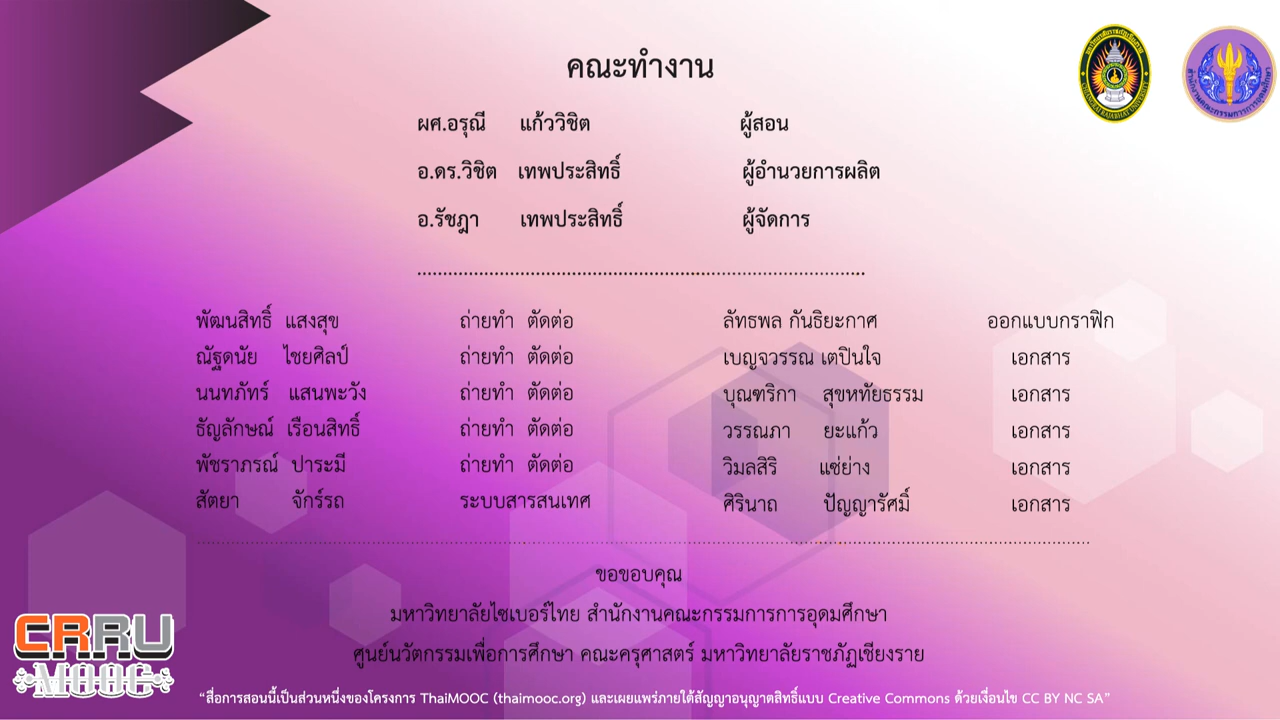 คณะทำงาน
ผศ.อรุณี แก้ววิชิต ผู้สอน
อ.ดร.วิชิต เทพประสิทธิ์ ผู้อำนวยการผลิต
อ.รัชฎา เทพประสิทธิ์ ผู้จัดการ
พัฒนสิทธิ์ แสงสุข ถ่ายทำ ตัดต่อ ลัทธพล กันธิยะกาศ ออกแบบกราฟิก
ณัฐดนัย ไชยศิลป์ ถ่ายทำ ตัดต่อ เบญจวรรณ เตปินใจ เอกสาร
นนทภัทร์ แสนพะวัง ถ่ายทำ ตัดต่อ บุณฑริกา สุขหทัยธรรม เอกสาร
ธัญลักษณ์ เรือนสิทธิ์ ถ่ายทำ ตัดต่อ วรรณภา ยะแก้ว เอกสาร
พัชราภรณ์ ปาระมี ถ่ายทำ ตัดต่อ วิมลสิริ แซ่ย่าง เอกสาร
สัตยา จักร์รถ ระบบสารสนเทศ ศิรินาถ ปัญญารัศมิ์ เอกสาร
ขอขอบคุณ
มหาวิทยาลัยไซเบอร์ไทย สำนักงานคณะกรรมการการอุดมศึกษา
ศูนย์นวัตกรรมเพื่อการศึกษา คณะครุศาสตร์ มหาวิทยาลัยราชภัฏเชียงราย
CRRU
MOOC
“สื่อการสอนนี้เป็นส่วนหนึ่งของโครงการ ThaiMOOC (thaimooc.org) และเผยแพร่ภายใต้สัญญาอนุญาตสิทธิ์แบบ Creative Commons ด้วยเงื่อนไข CC BY NC SA”